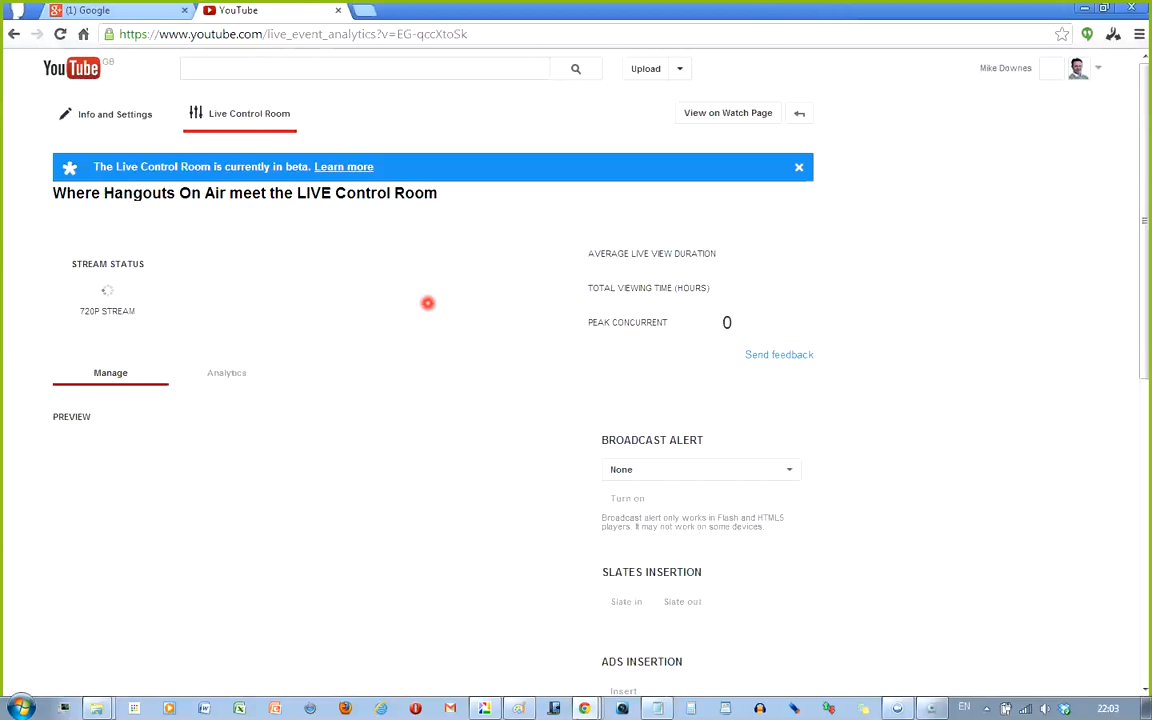 (1) Google
YouTube
https://www.youtube.com/live_event_analytics?v=EG-qccXtoSk
YouTube GB
Upload
Mike Downes
Info and Settings
Live Control Room
View on Watch Page
The Live Control Room is currently in beta. Learn more
Where Hangouts On Air meet the LIVE Control Room
STREAM STATUS
720P STREAM
AVERAGE LIVE VIEW DURATION
TOTAL VIEWING TIME (HOURS)
PEAK CONCURRENT 0
Send feedback
Manage
Analytics
PREVIEW
BROADCAST ALERT
None
Turn on
Broadcast alert only works in Flash and HTML5
players. It may not work on some devices.
SLATES INSERTION
Slate in
Slate out
ADS INSERTION
Insert
EN
22:03